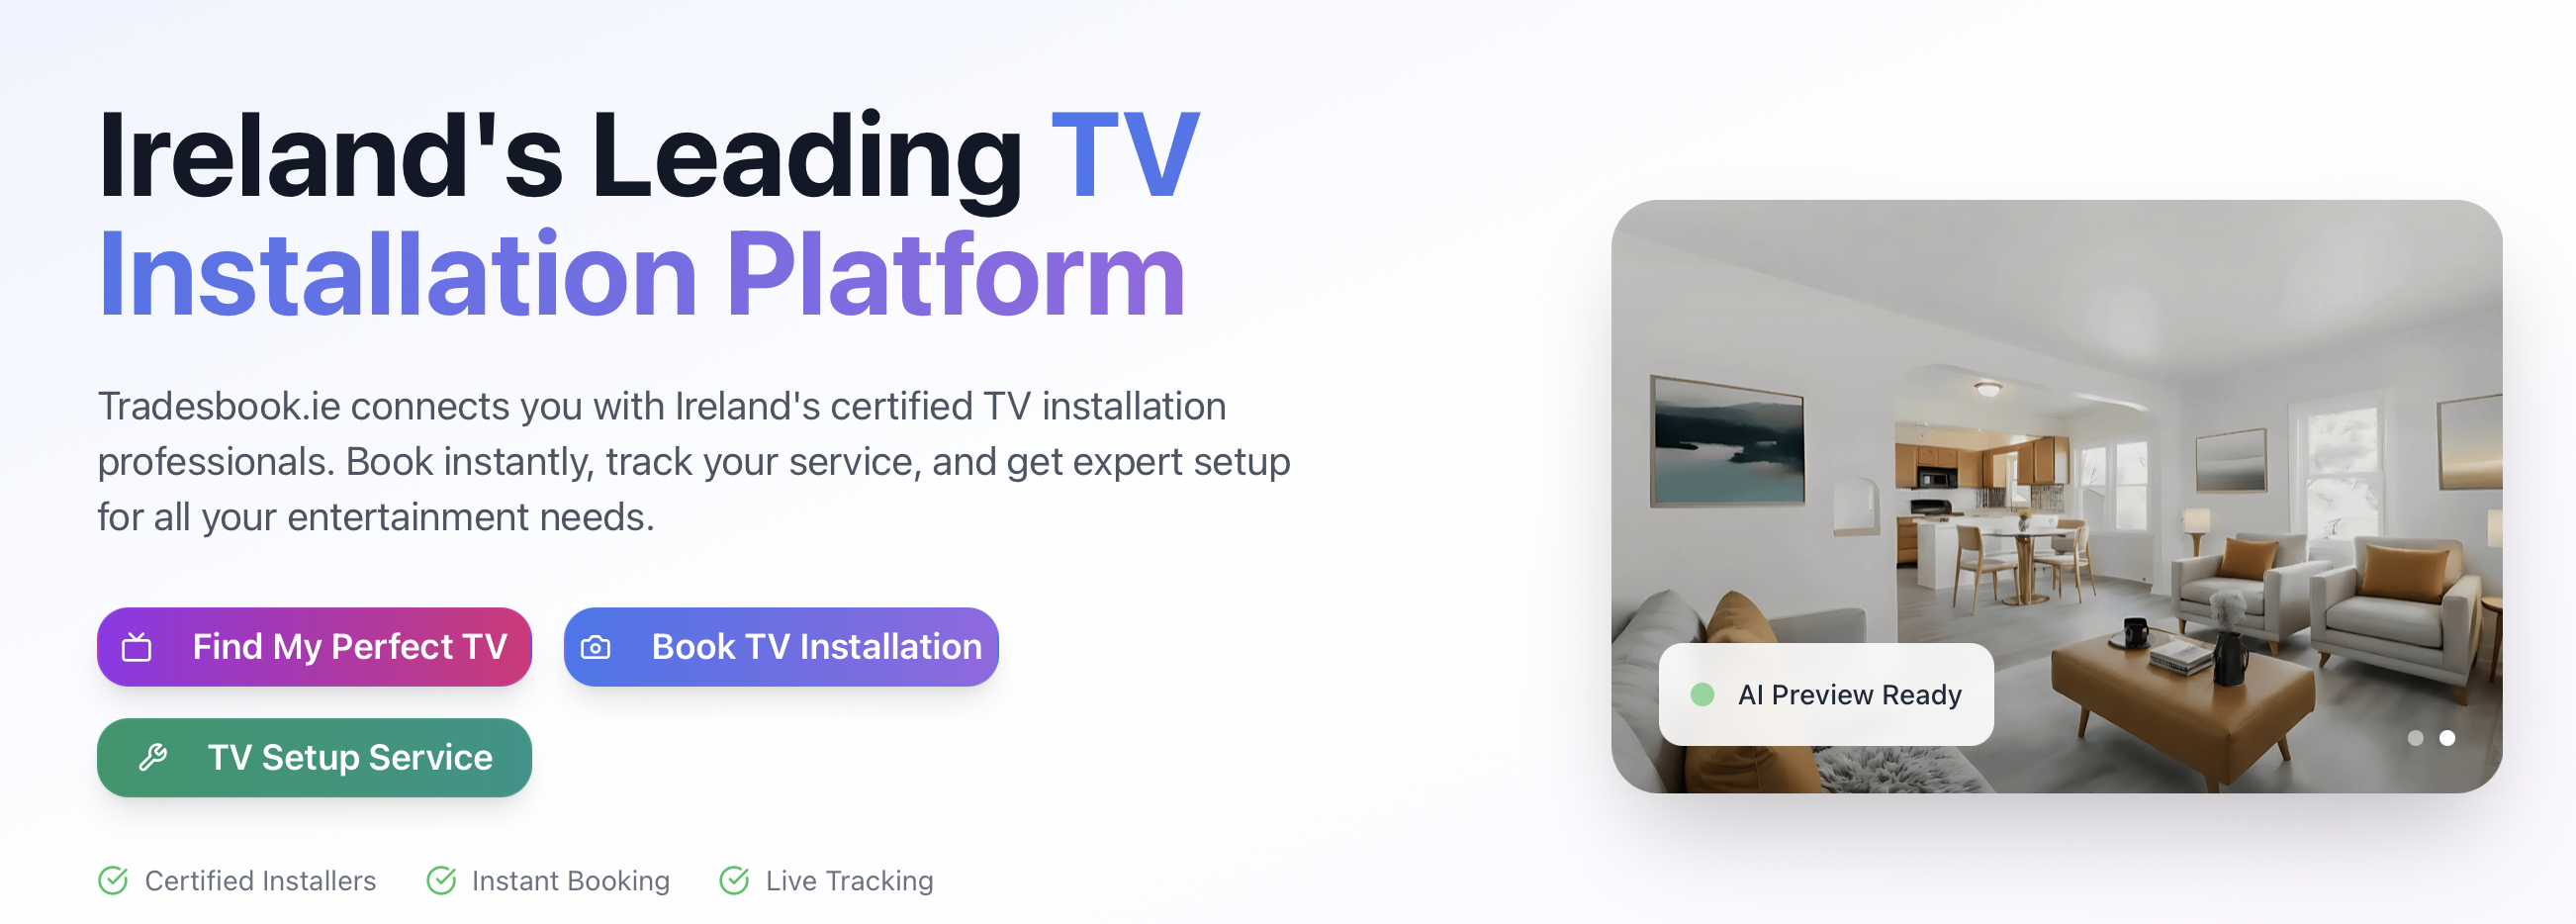 Ireland's Leading TV
Installation Platform
Tradesbook.ie connects you with Ireland's certified TV installation
professionals. Book instantly, track your service, and get expert setup
for all your entertainment needs.
Find My Perfect TV
Book TV Installation
TV Setup Service
Certified Installers
Instant Booking
Live Tracking
AI Preview Ready